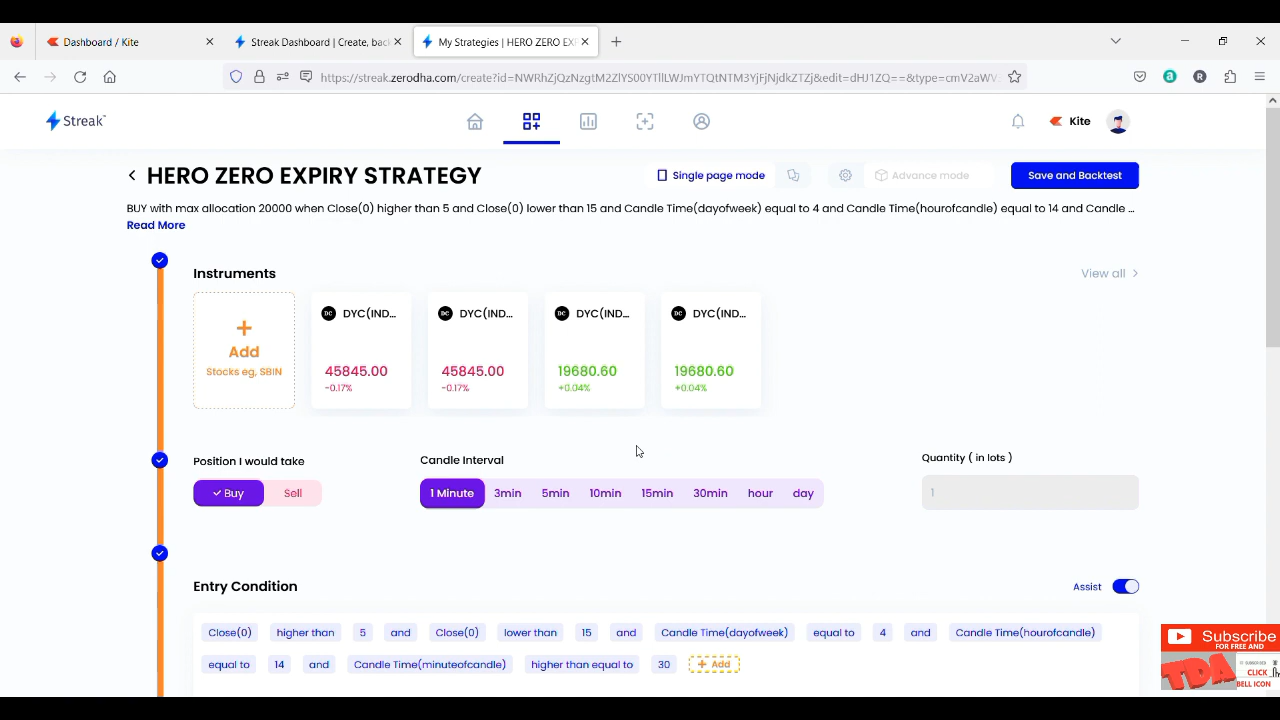 Dashboard / Kite
Streak Dashboard | Create, bac
My Strategies | HERO ZERO EXP
https://streak.zerodha.com/create?id=NWRhZjQzNzgtM2ZlYS00YTllLWJmYTQtNTM3YjFjNjdkZTZj&edit=dHJ1ZQ==&type=cmV2aWV
Streak
Kite
HERO ZERO EXPIRY STRATEGY
Single page mode
Advance mode
Save and Backtest
BUY with max allocation 20000 when Close(0) higher than 5 and Close(0) lower than 15 and Candle Time(dayofweek) equal to 4 and Candle Time(hourofcandle) equal to 14 and Candle ...
Read More
Instruments
View all
DYC(IND... DYC(IND... DYC(IND... DYC(IND...
DC DC DC DC
+
Add
Stocks eg, SBIN
45845.00 45845.00 19680.60 19680.60
-0.17% -0.17% +0.04% +0.04%
Position I would take
Candle Interval
Quantity ( in lots )
Buy Sell
1 Minute 3min 5min 10min 15min 30min hour day
1
Entry Condition
Assist
Close(0) higher than 5 and Close(0) lower than 15 and Candle Time(dayofweek) equal to 4 and Candle Time(hourofcandle)
equal to 14 and Candle Time(minuteofcandle) higher than equal to 30 + Add
Subscribe
FOR FREE AND
TDA
SUBSCRIBED
CLICK
BELL ICON